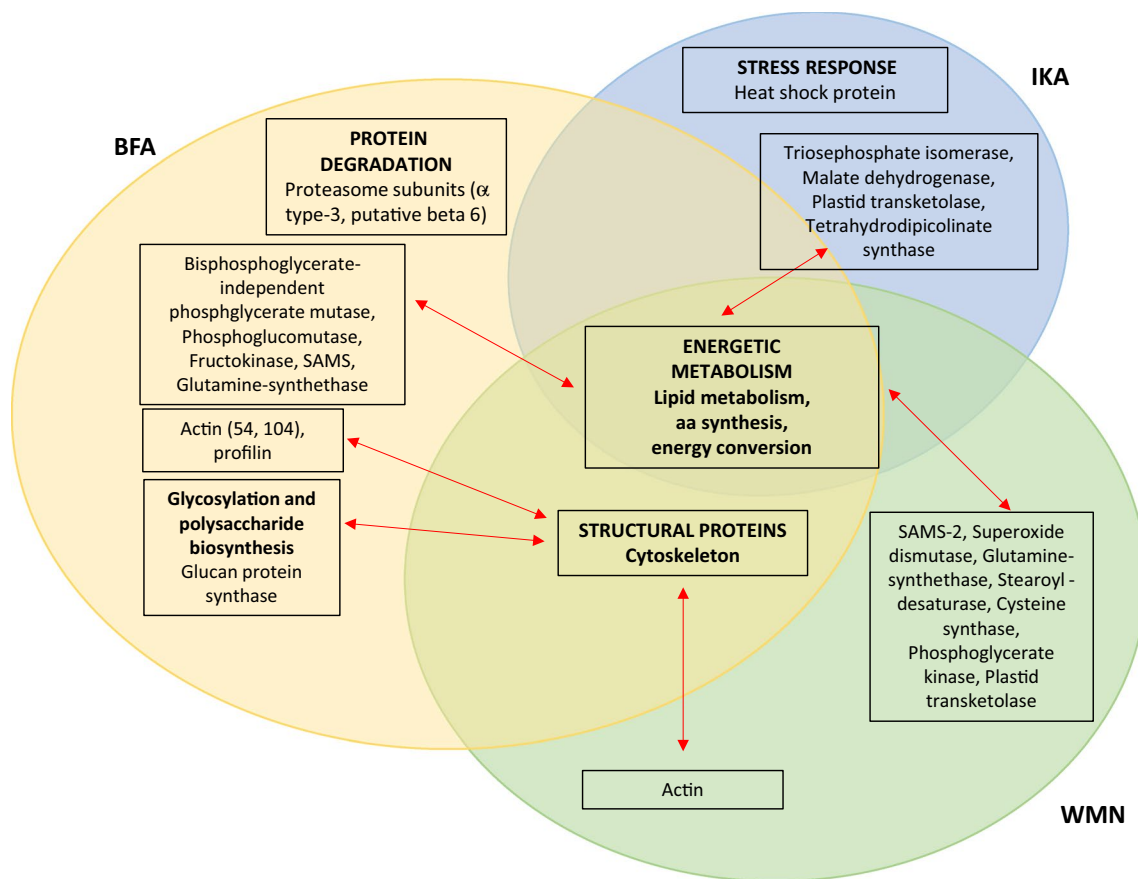 STRESS RESPONSE
Heat shock protein
IKA
BFA
PROTEIN
DEGRADATION
Proteasome subunits (α
type-3, putative beta 6)
Triosephosphate isomerase,
Malate dehydrogenase,
Plastid transketolase,
Tetrahydrodipicolinate
synthase
Bisphosphoglycerate-
independent
phosphglycerate mutase,
Phosphoglucomutase,
Fructokinase, SAMS,
Glutamine-synthethase
ENERGETIC
METABOLISM
Lipid metabolism,
aa synthesis,
energy conversion
Actin (54, 104),
profilin
Glycosylation and
polysaccharide
biosynthesis
Glucan protein
synthase
STRUCTURAL PROTEINS
Cytoskeleton
SAMS-2, Superoxide
dismutase, Glutamine-
synthethase, Stearoyl -
desaturase, Cysteine
synthase,
Phosphoglycerate
kinase, Plastid
transketolase
Actin
WMN